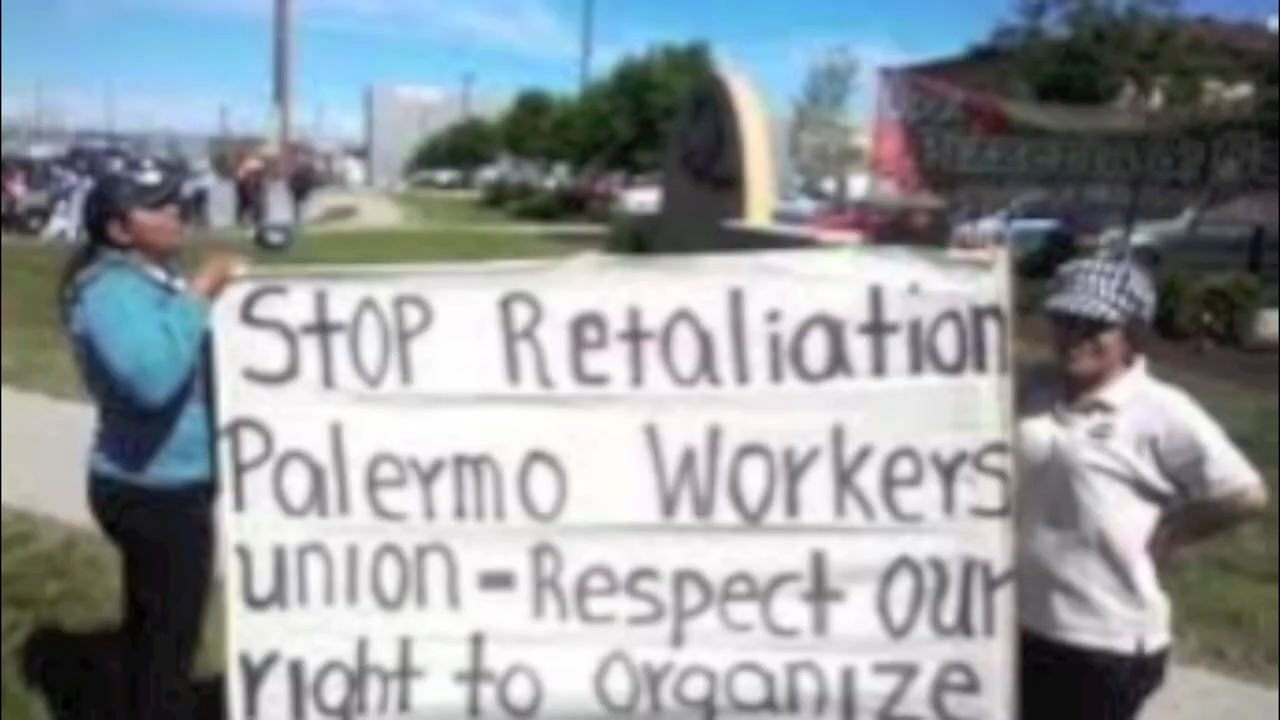 Stop Retaliation
Palermo Workers
union-Respect our
right to organize